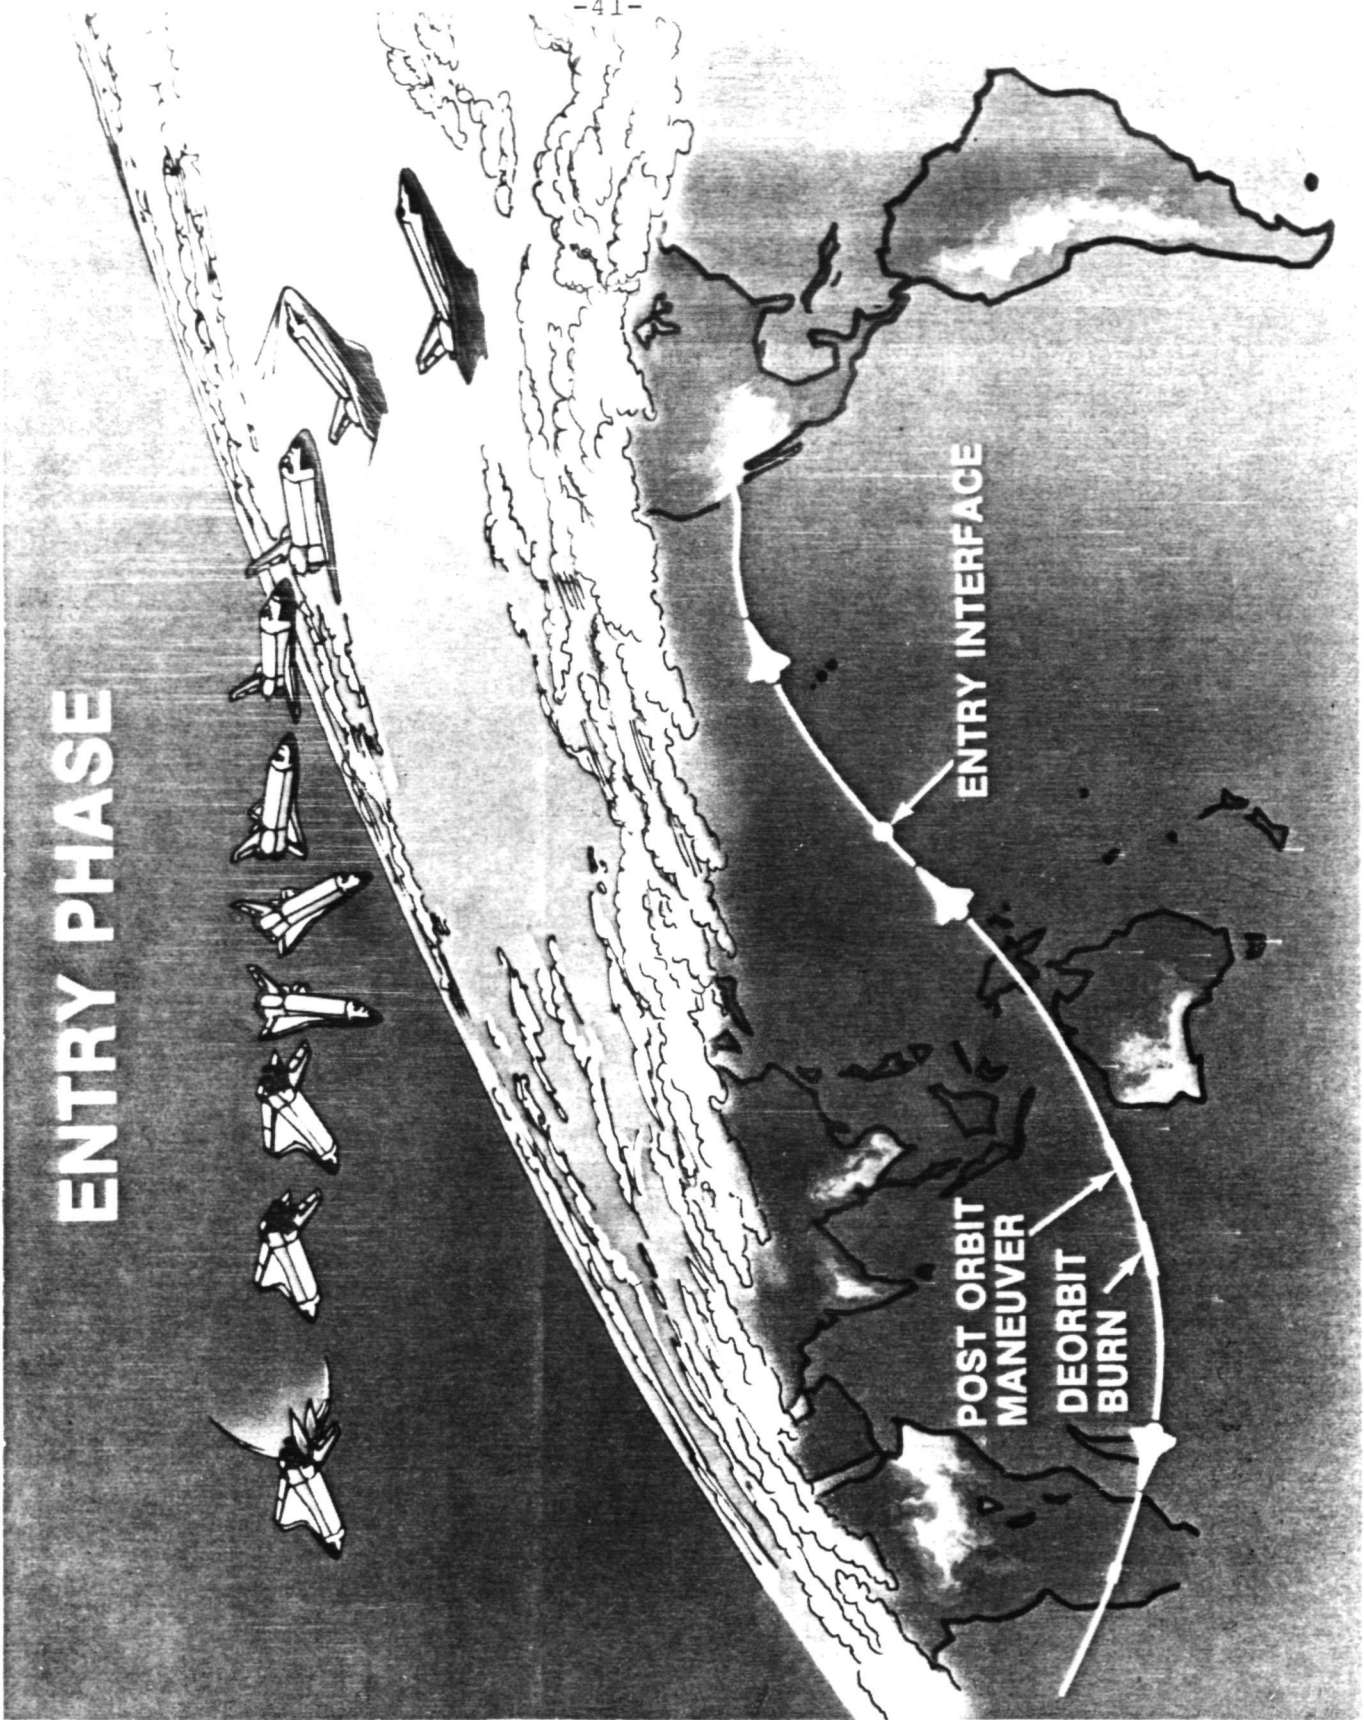 -41-
ENTRY PHASE
POST ORBIT
MANEUVER
DEORBIT
BURN
ENTRY INTERFACE